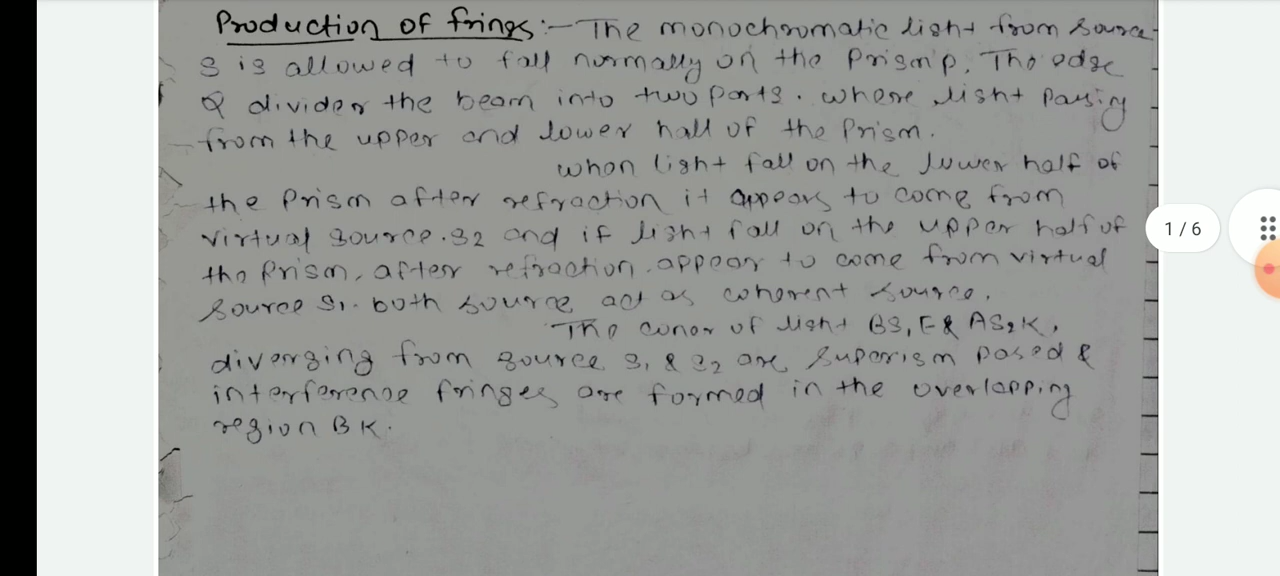 Production of frings :- The monochromatic light from source
S is allowed to fall normally on the Prism p. The edge
Q divides the beam into two parts. where light Passing
from the upper and lower half of the Prism.
when light fall on the lower half of
the Prism after refraction it appears to come from
virtual source. S2 and if light fall on the upper half of
the Prism, after refraction. appear to come from virtual
source S1. both source act as coherent source.
1 / 6
The coner of light BS1E & AS2K,
diverging from source S1 & S2 are, superism posed &
interference fringes are formed in the overlapping
region BK.